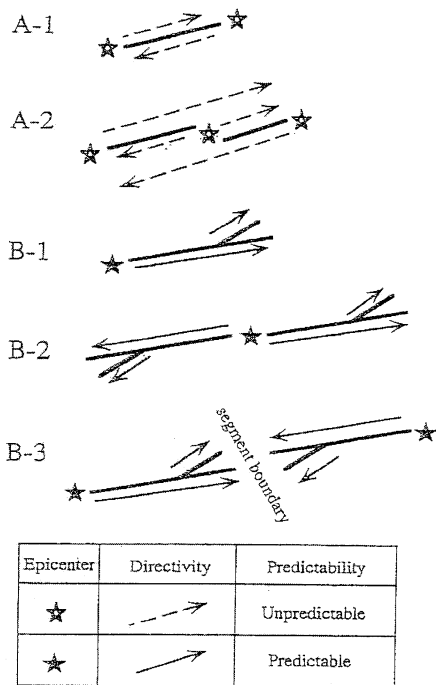 A-1
A-2
B-1
B-2
B-3
segment boundary
Epicenter Directivity Predictability
Unpredictable
Predictable